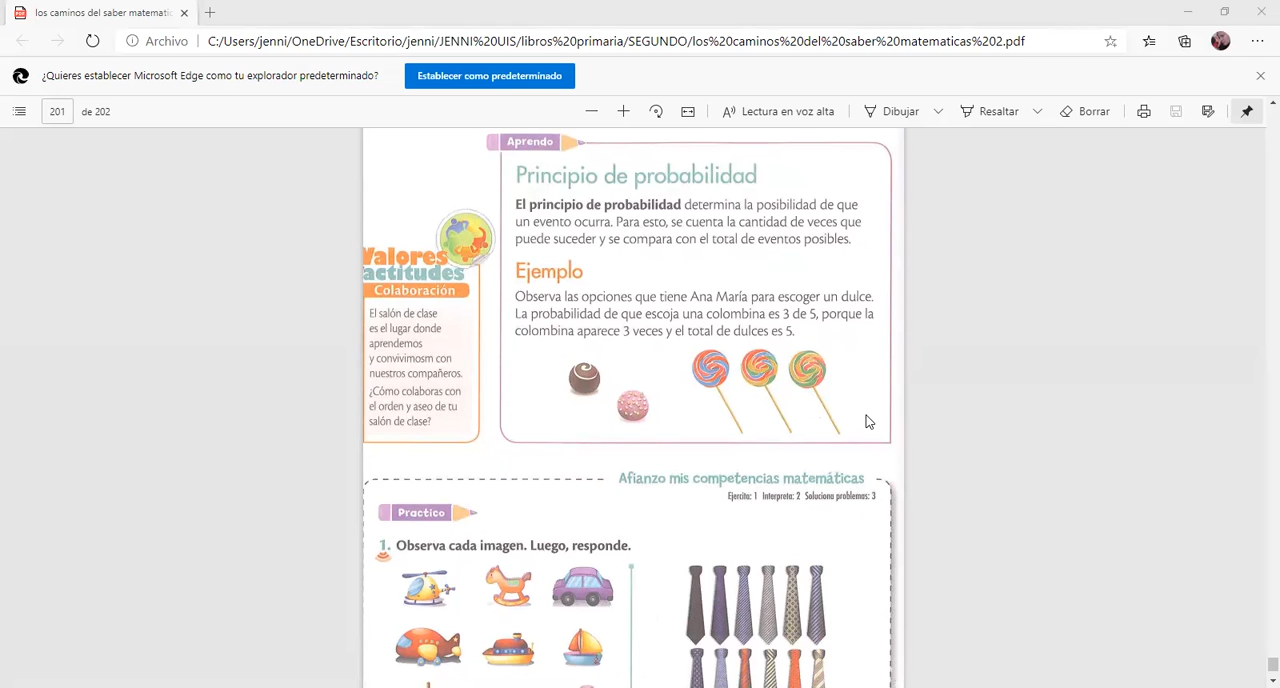 los caminos del saber matemati
Archivo
C:/Users/jenni/OneDrive/Escritorio/jenni/JENNI%20UIS/libros%20primaria/SEGUNDO/los%20caminos%20del%20saber%20matematicas%202.pdf
¿Quieres establecer Microsoft Edge como tu explorador predeterminado?
Establecer como predeterminado
201 de 202
Lectura en voz alta
Dibujar
Resaltar
Borrar
Aprendo
Principio de probabilidad
El principio de probabilidad determina la posibilidad de que
un evento ocurra. Para esto, se cuenta la cantidad de veces que
puede suceder y se compara con el total de eventos posibles.
Ejemplo
Observa las opciones que tiene Ana María para escoger un dulce.
La probabilidad de que escoja una colombina es 3 de 5, porque la
colombina aparece 3 veces y el total de dulces es 5.
Valores
actitudes
Colaboración
El salón de clase
es el lugar donde
aprendemos
y convivimosm con
nuestros compañeros.
¿Cómo colaboras con
el orden y aseo de tu
salón de clase?
Afianzo mis competencias matemáticas
Ejercito: 1 Interpreta: 2 Soluciona problemas: 3
Practico
1. Observa cada imagen. Luego, responde.